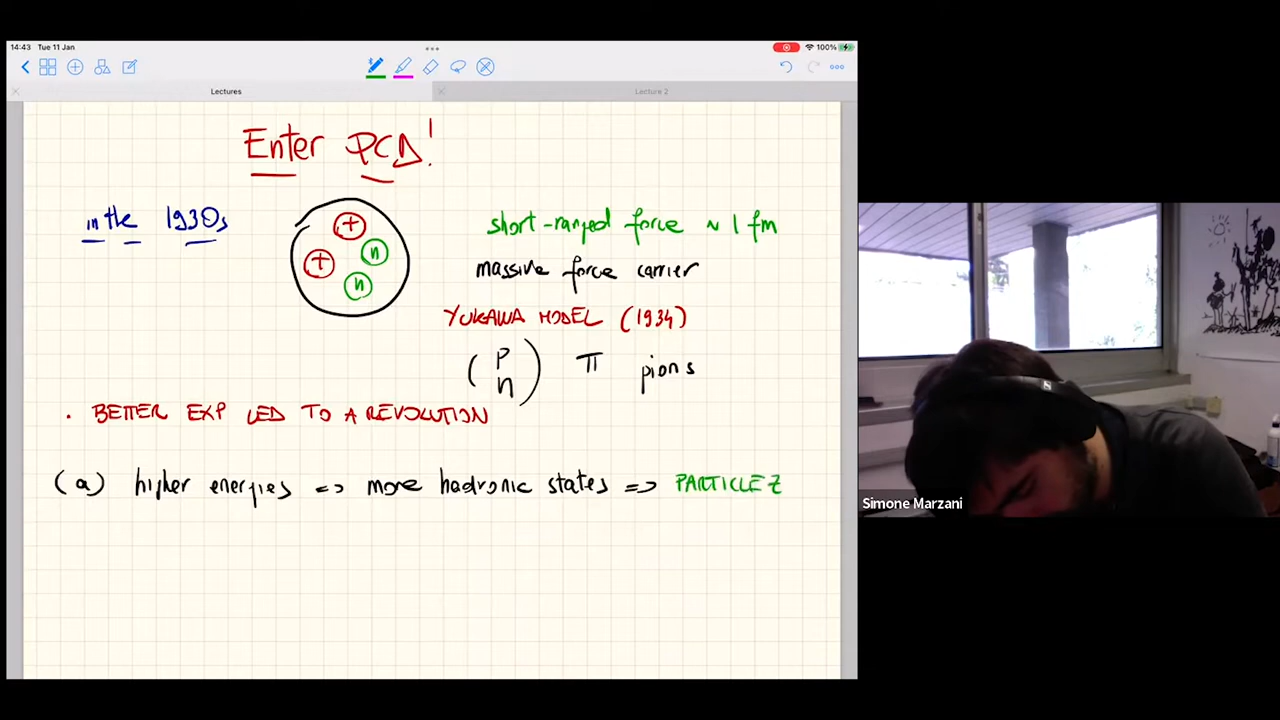 14:43 Tue 11 Jan
100%
Lectures
Lecture 2
Enter QCD!
in the 1930s
+
+
n
n
short-ranged force ~ 1 fm
massive force carrier
YUKAWA MODEL (1934)
( p n ) π pions
• BETTER EXP LED TO A REVOLUTION
(a) higher energies => more hadronic states => PARTICLE Z
Simone Marzani